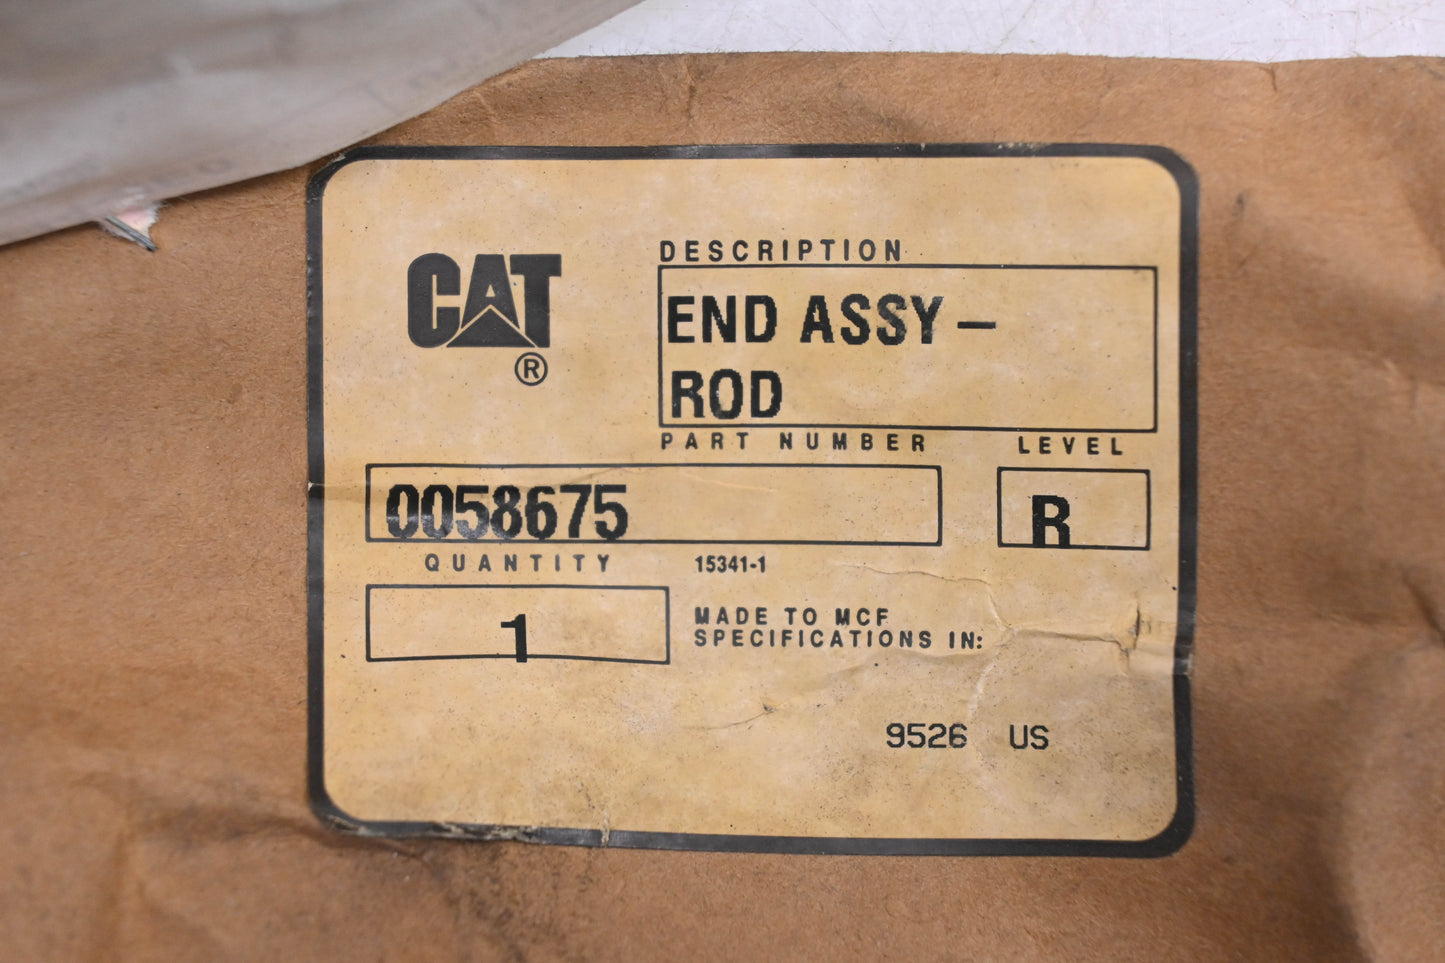 CAT
®
DESCRIPTION
END ASSY-
ROD
PART NUMBER
LEVEL
0058675
R
QUANTITY
15341-1
1
MADE TO MCF
SPECIFICATIONS IN:
9526 US